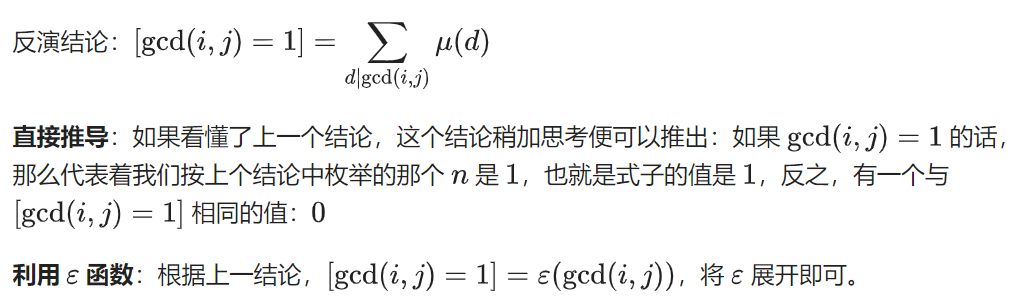 反演结论：[gcd(i, j) = 1] = ∑_{d|gcd(i,j)} μ(d)
直接推导：如果看懂了上一个结论，这个结论稍加思考便可以推出：如果 gcd(i, j) = 1 的话，
那么代表着我们按上个结论中枚举的那个 n 是 1，也就是式子的值是 1，反之，有一个与
[gcd(i, j) = 1] 相同的值：0
利用 ε 函数：根据上一结论，[gcd(i, j) = 1] = ε(gcd(i, j))，将 ε 展开即可。